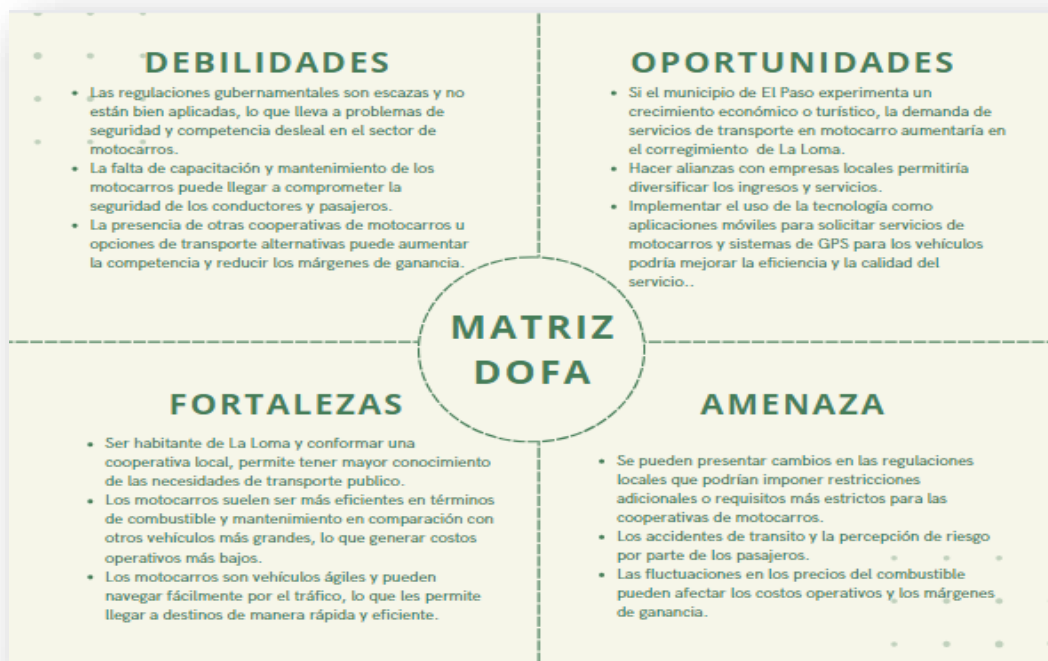 DEBILIDADES
• Las regulaciones gubernamentales son escazas y no
están bien aplicadas, lo que lleva a problemas de
seguridad y competencia desleal en el sector de
motocarros.
• La falta de capacitación y mantenimiento de los
motocarros puede llegar a comprometer la
seguridad de los conductores y pasajeros.
• La presencia de otras cooperativas de motocarros u
opciones de transporte alternativas puede aumentar
la competencia y reducir los márgenes de ganancia.
OPORTUNIDADES
• Si el municipio de El Paso experimenta un
crecimiento económico o turístico, la demanda de
servicios de transporte en motocarro aumentaría en
el corregimiento de La Loma.
• Hacer alianzas con empresas locales permitiría
diversificar los ingresos y servicios.
• Implementar el uso de la tecnología como
aplicaciones móviles para solicitar servicios de
motocarros y sistemas de GPS para los vehículos
podría mejorar la eficiencia y la calidad del
servicio..
MATRIZ
DOFA
FORTALEZAS
• Ser habitante de La Loma y conformar una
cooperativa local, permite tener mayor conocimiento
de las necesidades de transporte publico.
• Los motocarros suelen ser más eficientes en términos
de combustible y mantenimiento en comparación con
otros vehículos más grandes, lo que generar costos
operativos más bajos.
• Los motocarros son vehículos ágiles y pueden
navegar fácilmente por el tráfico, lo que les permite
llegar a destinos de manera rápida y eficiente.
AMENAZA
• Se pueden presentar cambios en las regulaciones
locales que podrían imponer restricciones
adicionales o requisitos más estrictos para las
cooperativas de motocarros.
• Los accidentes de transito y la percepción de riesgo
por parte de los pasajeros.
• Las fluctuaciones en los precios del combustible
pueden afectar los costos operativos y los márgenes
de ganancia.